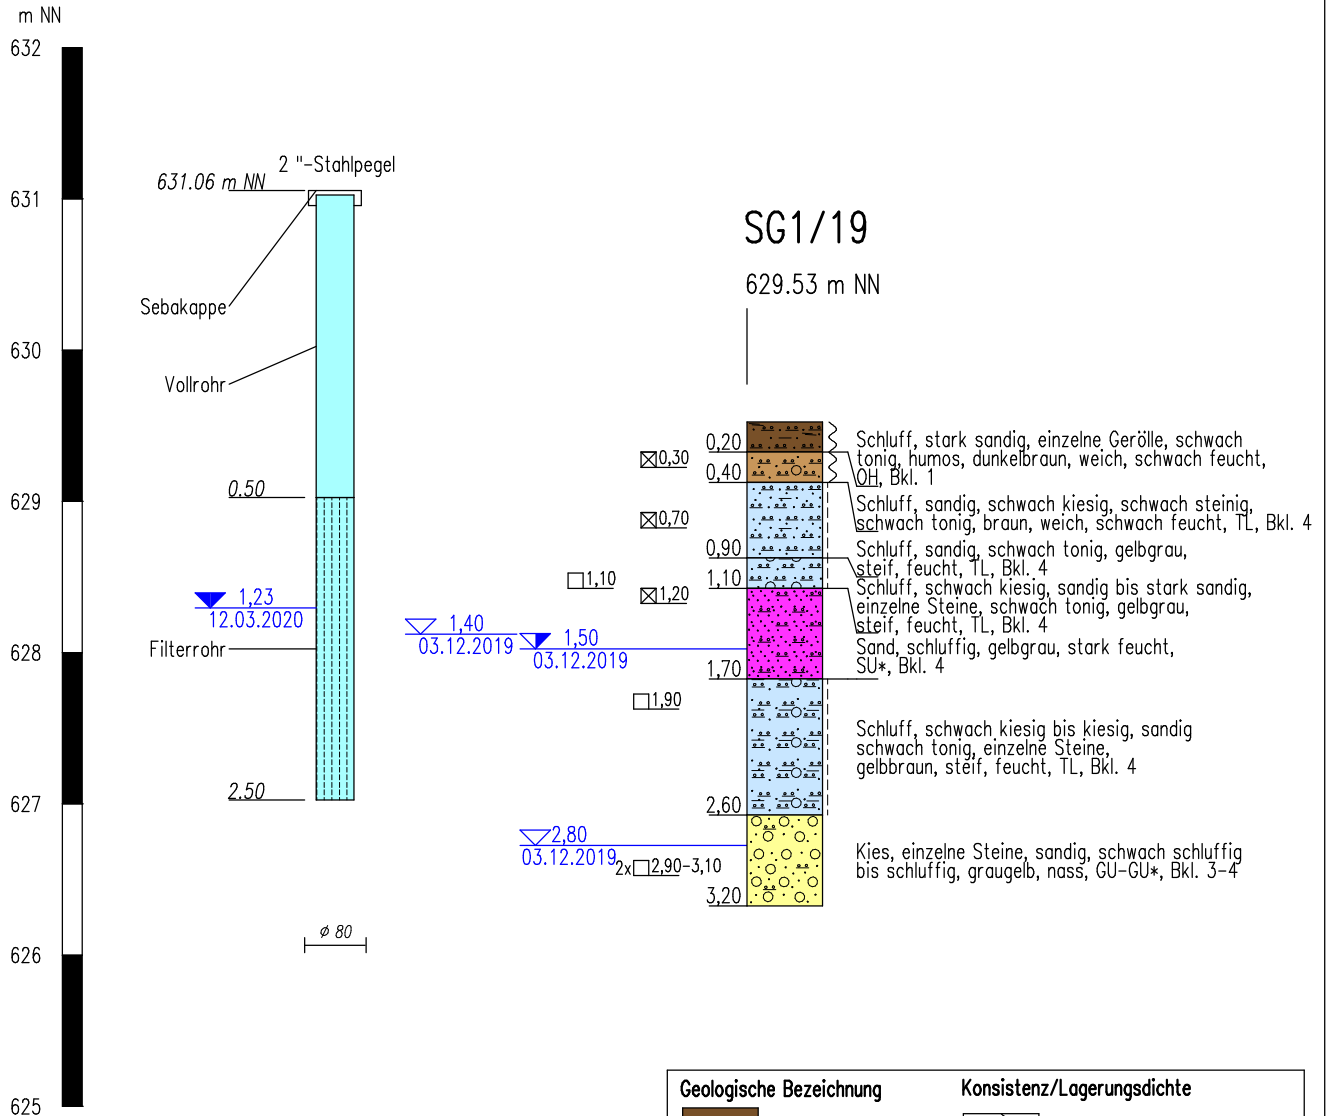 m NN
632
631
630
629
628
627
626
625
2 "-Stahlpegel
631.06 m NN
Sebakappe
Vollrohr
0.50
1,23
12.03.2020
Filterrohr
2.50
ø 80
1,40
03.12.2019
1,50
03.12.2019
2,80
03.12.2019
SG1/19
629.53 m NN
0,30
0,70
1,10
1,20
1,90
2x 2,90-3,10
0,20
0,40
0,90
1,10
1,70
2,60
3,20
Schluff, stark sandig, einzelne Gerölle, schwach
tonig, humos, dunkelbraun, weich, schwach feucht,
OH, Bkl. 1
Schluff, sandig, schwach kiesig, schwach steinig,
schwach tonig, braun, weich, schwach feucht, TL, Bkl. 4
Schluff, sandig, schwach tonig, gelbgrau,
steif, feucht, TL, Bkl. 4
Schluff, schwach kiesig, sandig bis stark sandig,
einzelne Steine, schwach tonig, gelbgrau,
steif, feucht, TL, Bkl. 4
Sand, schluffig, gelbgrau, stark feucht,
SU*, Bkl. 4
Schluff, schwach kiesig bis kiesig, sandig
schwach tonig, einzelne Steine,
gelbbraun, steif, feucht, TL, Bkl. 4
Kies, einzelne Steine, sandig, schwach schluffig
bis schluffig, graugelb, nass, GU-GU*, Bkl. 3-4
Geologische Bezeichnung
Konsistenz/Lagerungsdichte